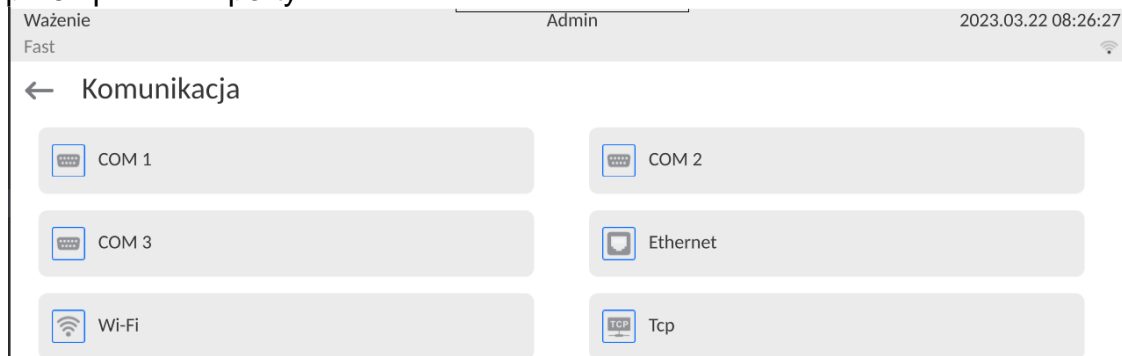 Ważenie Admin 2023.03.22 08:26:27
Fast
← Komunikacja
COM 1 COM 2
COM 3 Ethernet
Wi-Fi TCP Tcp